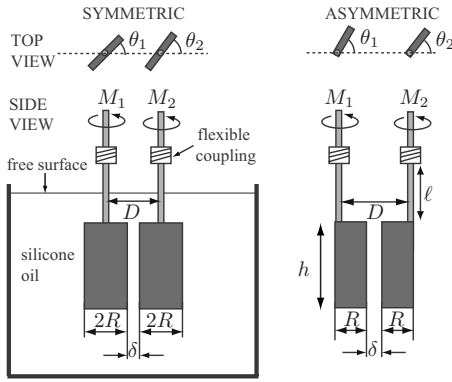 SYMMETRIC
ASYMMETRIC
TOP VIEW
θ₁
θ₂
θ₁
θ₂
SIDE VIEW
M₁
M₂
M₁
M₂
flexible coupling
free surface
D
D
ℓ
silicone oil
h
2R
2R
R
R
δ
δ